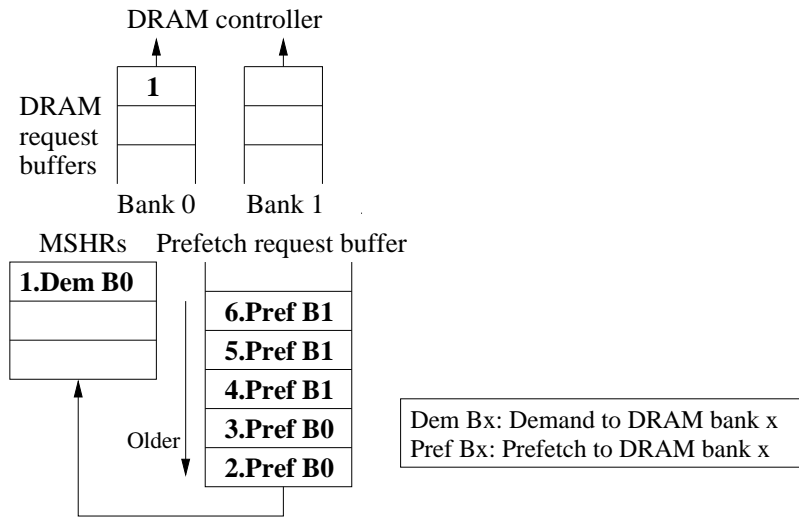 DRAM controller
1
DRAM
request
buffers
Bank 0
Bank 1
MSHRs
Prefetch request buffer
1.Dem B0
6.Pref B1
5.Pref B1
4.Pref B1
3.Pref B0
2.Pref B0
Older
Dem Bx: Demand to DRAM bank x
Pref Bx: Prefetch to DRAM bank x